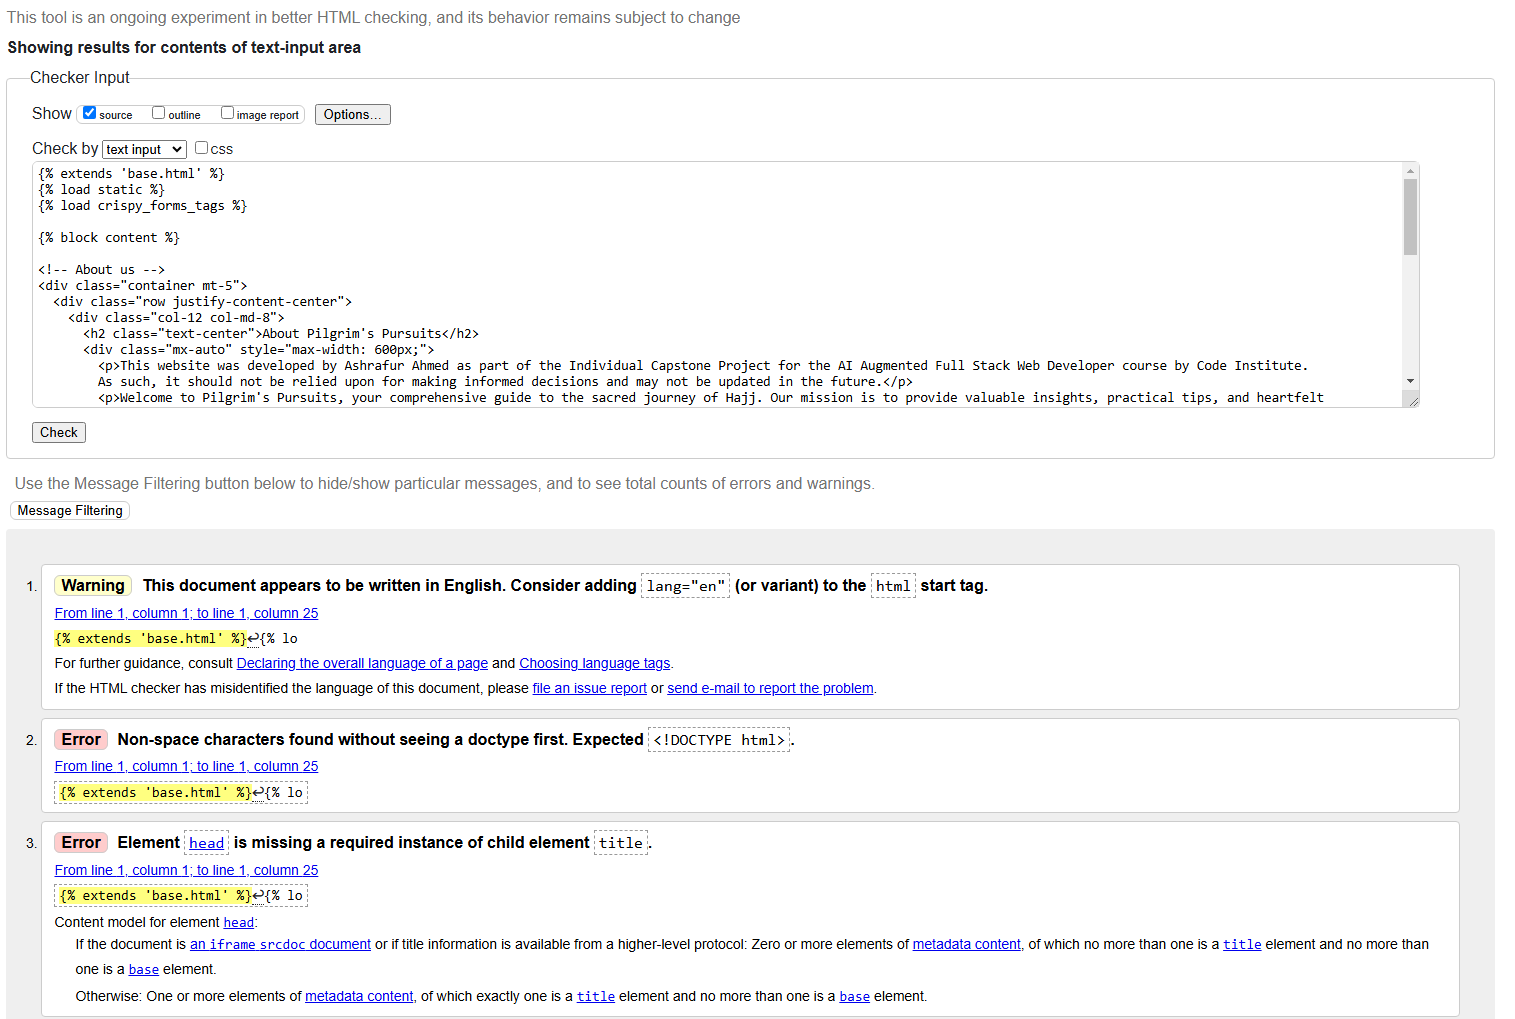 This tool is an ongoing experiment in better HTML checking, and its behavior remains subject to change
Showing results for contents of text-input area
Checker Input
Show source outline image report Options...
Check by text input css
{% extends 'base.html' %}
{% load static %}
{% load crispy_forms_tags %}
{% block content %}
<!-- About us -->
<div class="container mt-5">
<div class="row justify-content-center">
<div class="col-12 col-md-8">
<h2 class="text-center">About Pilgrim's Pursuits</h2>
<div class="mx-auto" style="max-width: 600px;">
<p>This website was developed by Ashrafur Ahmed as part of the Individual Capstone Project for the AI Augmented Full Stack Web Developer course by Code Institute.
As such, it should not be relied upon for making informed decisions and may not be updated in the future.</p>
<p>Welcome to Pilgrim's Pursuits, your comprehensive guide to the sacred journey of Hajj. Our mission is to provide valuable insights, practical tips, and heartfelt
Check
Use the Message Filtering button below to hide/show particular messages, and to see total counts of errors and warnings.
Message Filtering
1. Warning This document appears to be written in English. Consider adding lang="en" (or variant) to the html start tag.
From line 1, column 1; to line 1, column 25
{% extends 'base.html' %}↩{% lo
For further guidance, consult Declaring the overall language of a page and Choosing language tags.
If the HTML checker has misidentified the language of this document, please file an issue report or send e-mail to report the problem.
2. Error Non-space characters found without seeing a doctype first. Expected <!DOCTYPE html>.
From line 1, column 1; to line 1, column 25
{% extends 'base.html' %}↩{% lo
3. Error Element head is missing a required instance of child element title.
From line 1, column 1; to line 1, column 25
{% extends 'base.html' %}↩{% lo
Content model for element head:
If the document is an iframe srcdoc document or if title information is available from a higher-level protocol: Zero or more elements of metadata content, of which no more than one is a title element and no more than
one is a base element.
Otherwise: One or more elements of metadata content, of which exactly one is a title element and no more than one is a base element.